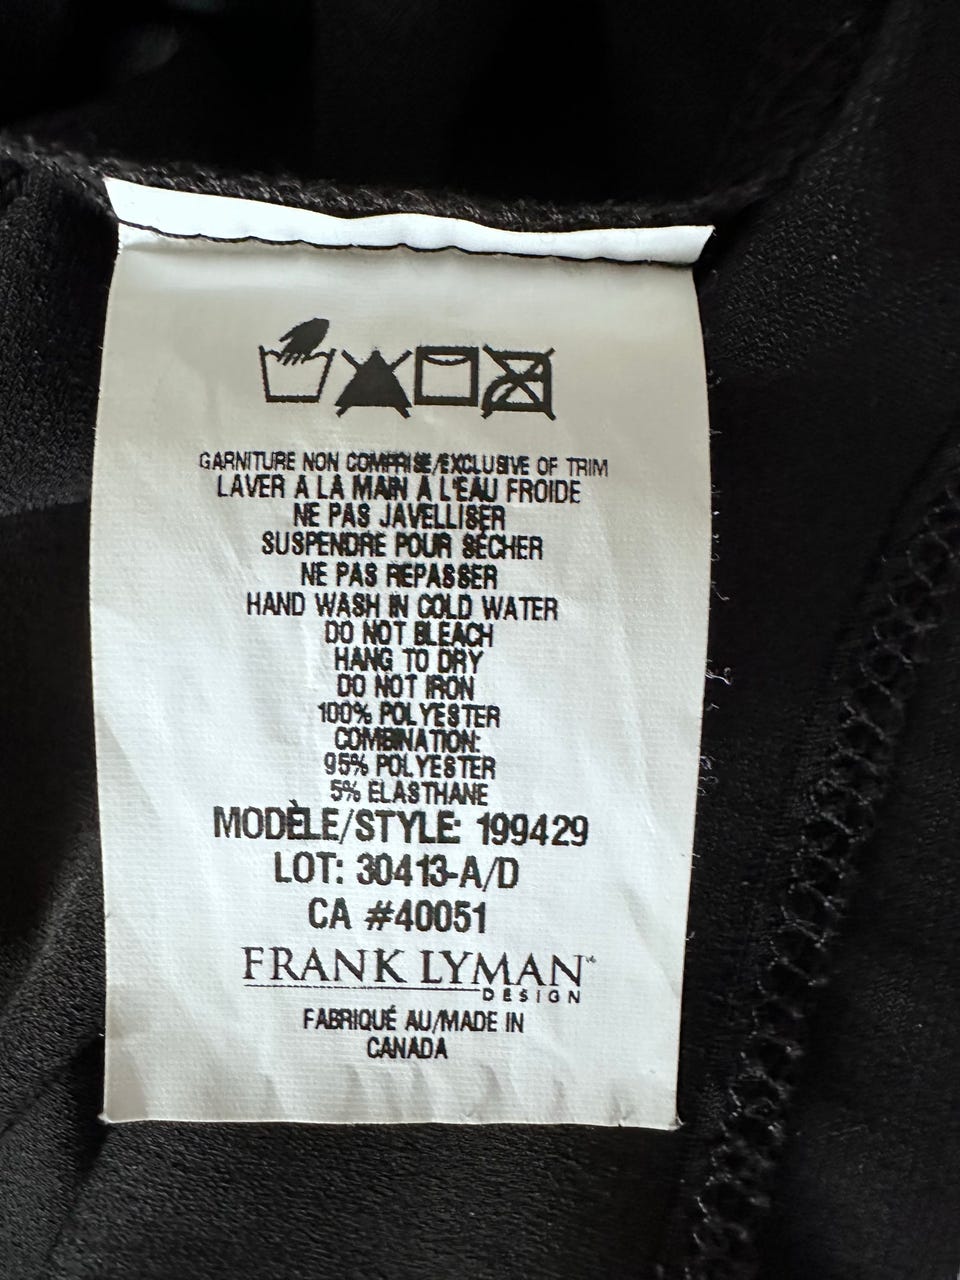 GARNITURE NON COMPRISE/EXCLUSIVE OF TRIM
LAVER A LA MAIN A L'EAU FROIDE
NE PAS JAVELLISER
SUSPENDRE POUR SÉCHER
NE PAS REPASSER
HAND WASH IN COLD WATER
DO NOT BLEACH
HANG TO DRY
DO NOT IRON
100% POLYESTER
COMBINATION:
95% POLYESTER
5% ELASTHANE
MODÈLE/STYLE: 199429
LOT: 30413-A/D
CA #40051
FRANK LYMAN™
DESIGN
FABRIQUÉ AU/MADE IN
CANADA